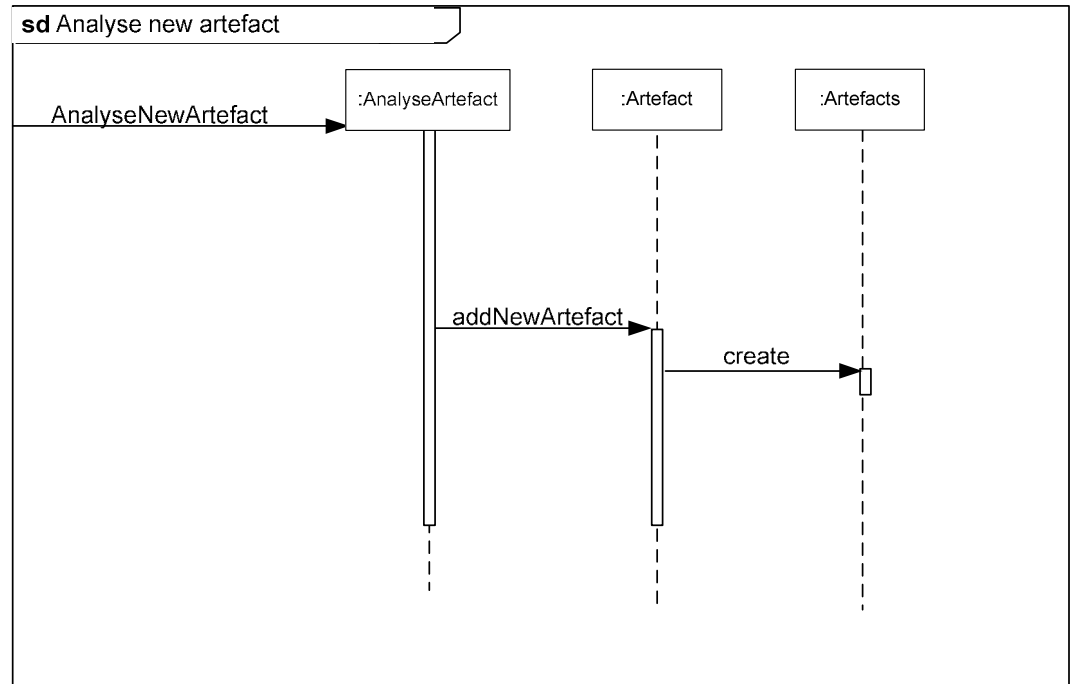 sd Analyse new artefact
:AnalyseArtefact
:Artefact
:Artefacts
AnalyseNewArtefact
addNewArtefact
create